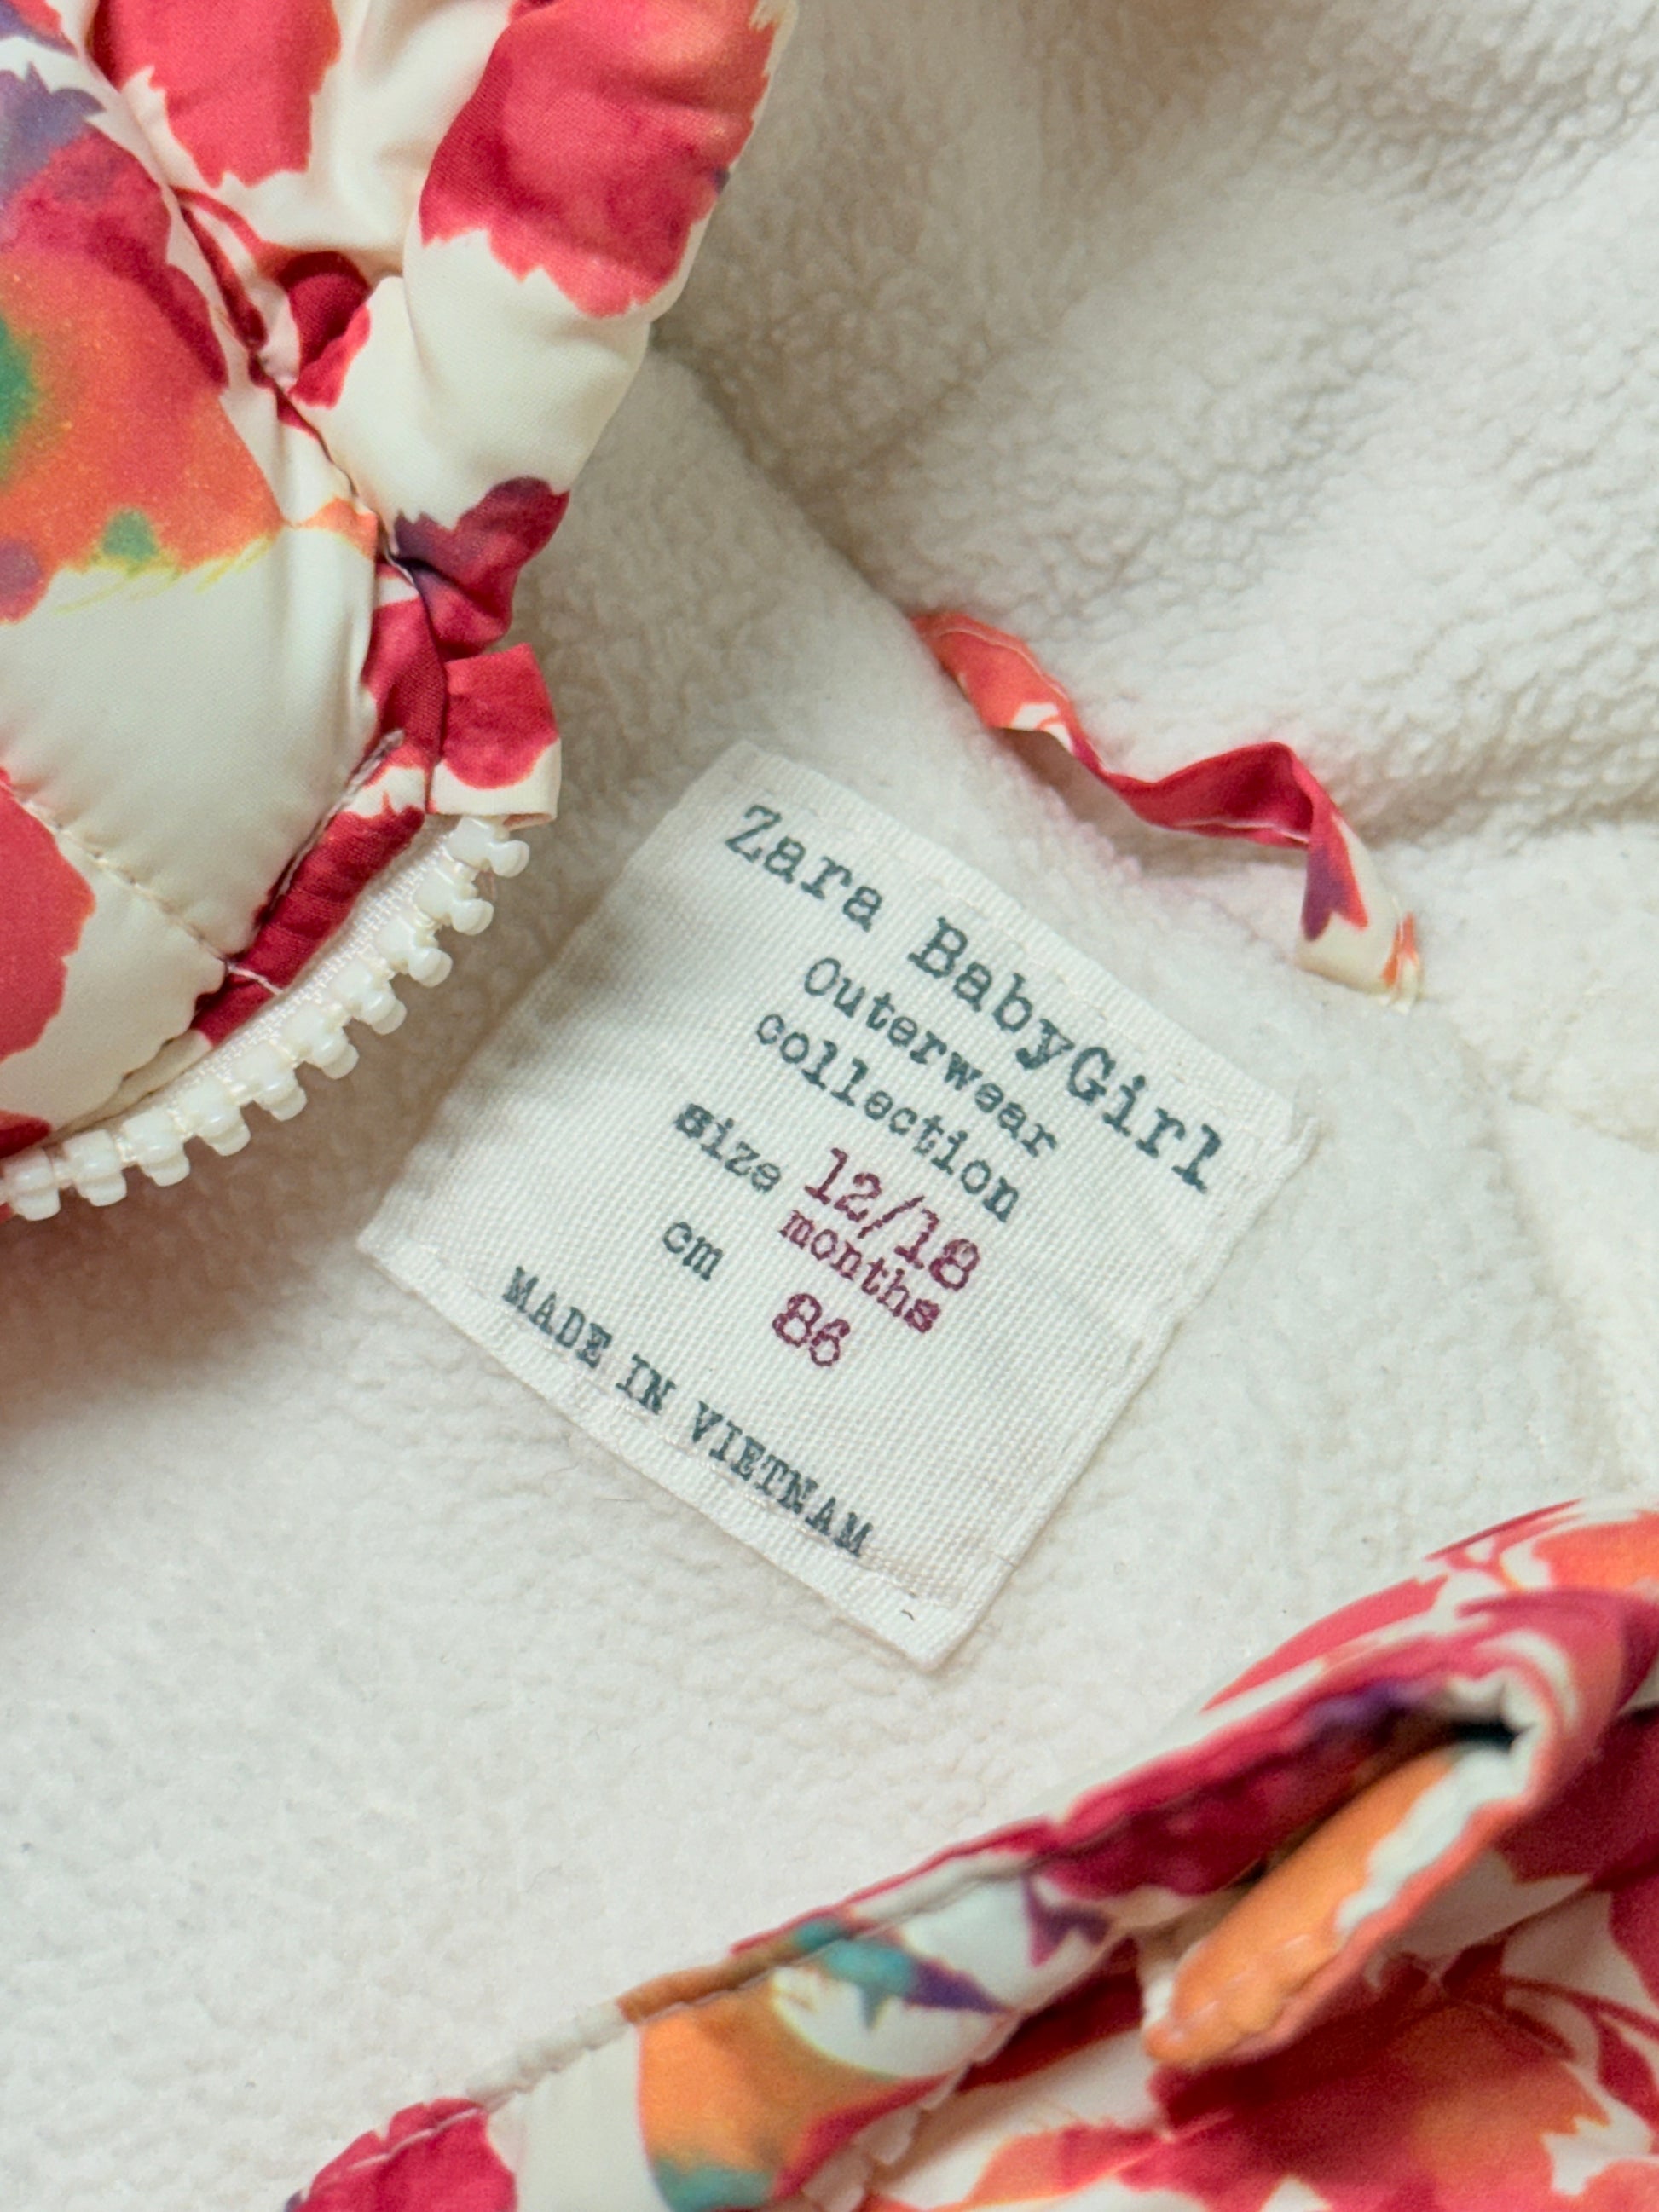 Zara BabyGirl
Outerwear
collection
size 12/18
months
cm 86
MADE IN VIETNAM